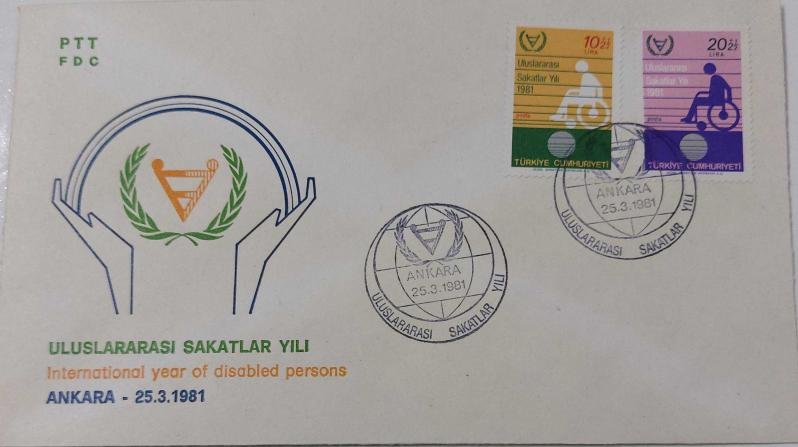 PTT
FDC
10+2½
LIRA
Uluslararası
Sakatlar Yılı
1981
posta
TÜRKİYE CUMHURİYETİ
20+2½
LIRA
Uluslararası
Sakatlar Yılı
1981
posta
TÜRKİYE CUMHURİYETİ
ANKARA
25.3.1981
ULUSLARARASI SAKATLAR YILI
ANKARA
25.3.1981
ULUSLARARASI SAKATLAR YILI
ULUSLARARASI SAKATLAR YILI
International year of disabled persons
ANKARA - 25.3.1981